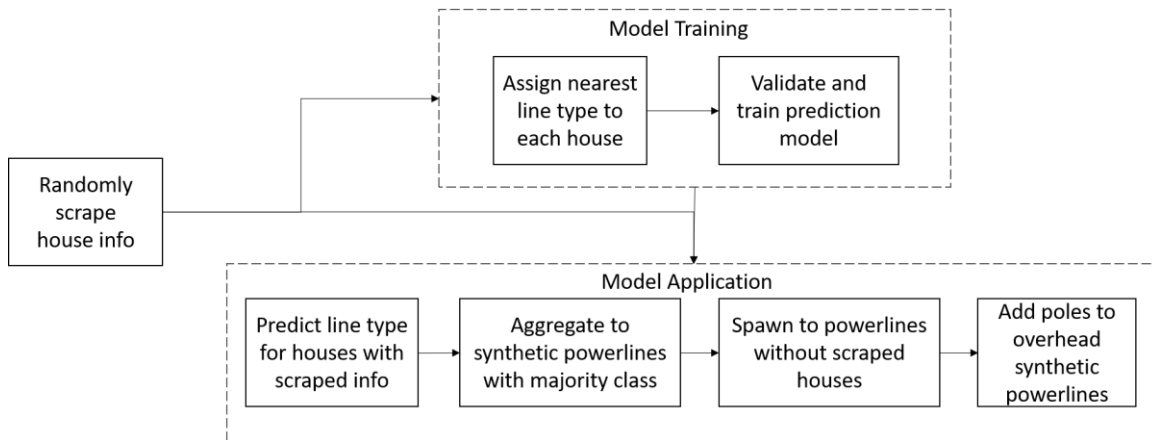 Model Training
Assign nearest
line type to
each house
Validate and
train prediction
model
Randomly
scrape
house info
Model Application
Predict line type
for houses with
scraped info
Aggregate to
synthetic powerlines
with majority class
Spawn to powerlines
without scraped
houses
Add poles to
overhead
synthetic
powerlines